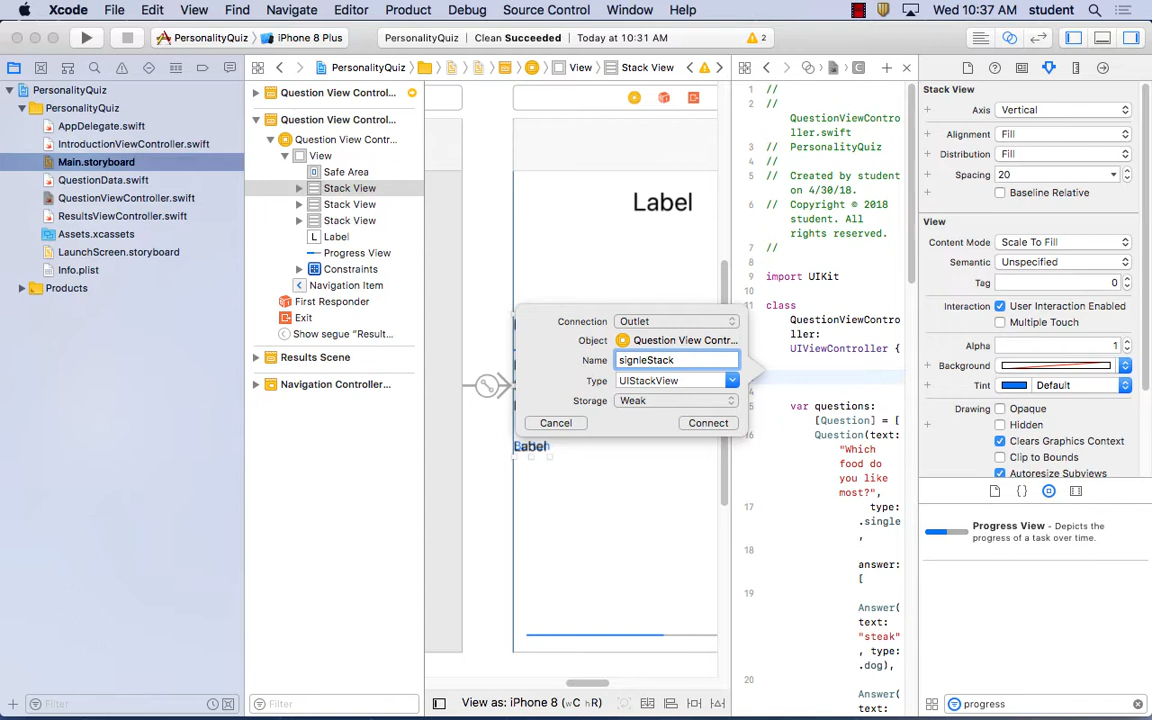 Xcode File Edit View Find Navigate Editor Product Debug Source Control Window Help Wed 10:37 AM student
PersonalityQuiz iPhone 8 Plus PersonalityQuiz Clean Succeeded Today at 10:31 AM 2
PersonalityQuiz
PersonalityQuiz
AppDelegate.swift
IntroductionViewController.swift
Main.storyboard
QuestionData.swift
QuestionViewController.swift
ResultsViewController.swift
Assets.xcassets
LaunchScreen.storyboard
Info.plist
Products
Filter
PersonalityQuiz View Stack View
Question View Control...
Question View Control...
Question View Contr...
View
Safe Area
Stack View
Stack View
Stack View
L Label
Progress View
Constraints
Navigation Item
First Responder
Exit
Show segue "Result...
Results Scene
Navigation Controller...
Filter
Label
Connection Outlet
Object Question View Contr...
Name signleStack
Type UIStackView
Storage Weak
Cancel Connect
Label
View as: iPhone 8 (wC hR)
1 //
2 //
QuestionViewContro
ller.swift
3 // PersonalityQuiz
4 //
5 // Created by student
on 4/30/18.
6 // Copyright © 2018
student. All
rights reserved.
7 //
8
9 import UIKit
10
11 class
QuestionViewContro
ller:
UIViewController {
var questions:
[Question] = [
16 Question(text:
"Which
food do
you like
most?",
17 type:
.single
,
18 answer:
[
19
Answer(
text:
"steak"
, type:
.dog),
20
Answer(
text:
Stack View
Axis Vertical
Alignment Fill
Distribution Fill
Spacing 20
Baseline Relative
View
Content Mode Scale To Fill
Semantic Unspecified
Tag 0
Interaction User Interaction Enabled
Multiple Touch
Alpha 1
Background
Tint Default
Drawing Opaque
Hidden
Clears Graphics Context
Clip to Bounds
Autoresize Subviews
Progress View - Depicts the
progress of a task over time.
progress